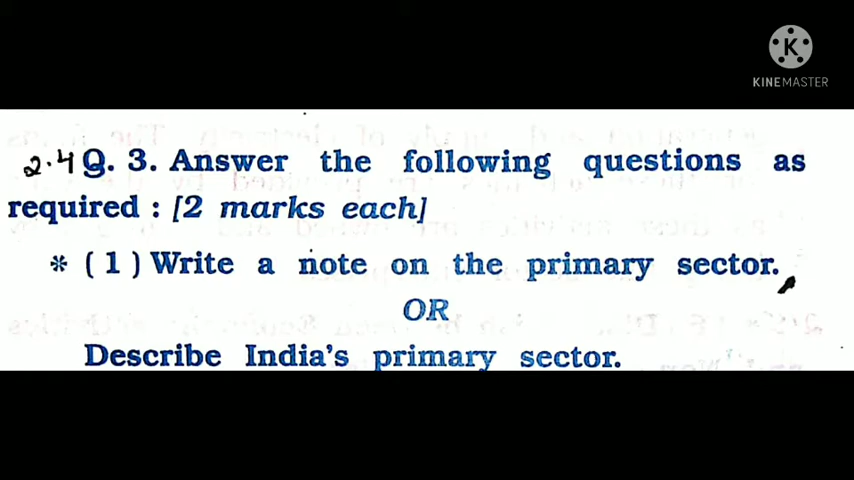 K
KINEMASTER
2.4 Q. 3. Answer the following questions as
required : [2 marks each]
* (1) Write a note on the primary sector.
OR
Describe India's primary sector.